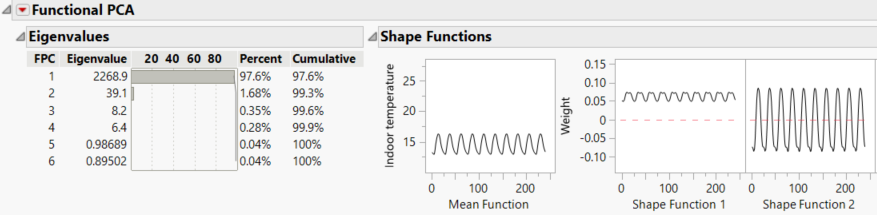 Functional PCA
Eigenvalues
FPC Eigenvalue 20 40 60 80 Percent Cumulative
1 2268.9 97.6% 97.6%
2 39.1 1.68% 99.3%
3 8.2 0.35% 99.6%
4 6.4 0.28% 99.9%
5 0.98689 0.04% 100%
6 0.89502 0.04% 100%
Shape Functions
Indoor temperature
25
20
15
0 100 200
Mean Function
Weight
0.15
0.10
0.05
0
-0.05
-0.10
0 100 200
Shape Function 1
0 100 200
Shape Function 2